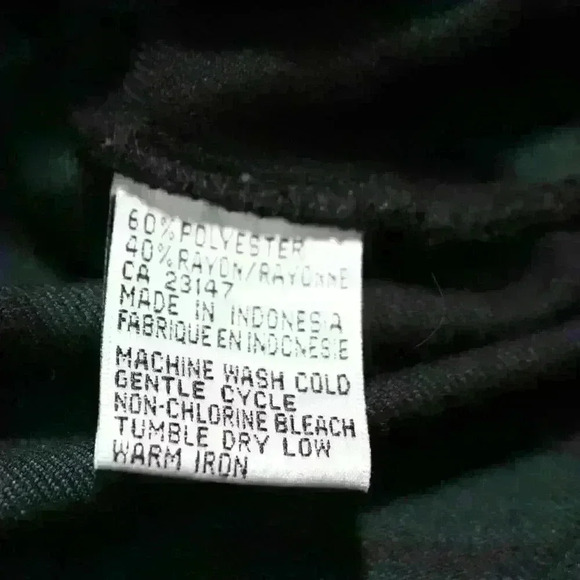 60% POLYESTER
40% RAYON/RAYONNE
CA 23147
MADE IN INDONESIA
FABRIQUE EN INDONESIE
MACHINE WASH COLD
GENTLE CYCLE
NON-CHLORINE BLEACH
TUMBLE DRY LOW
WARM IRON